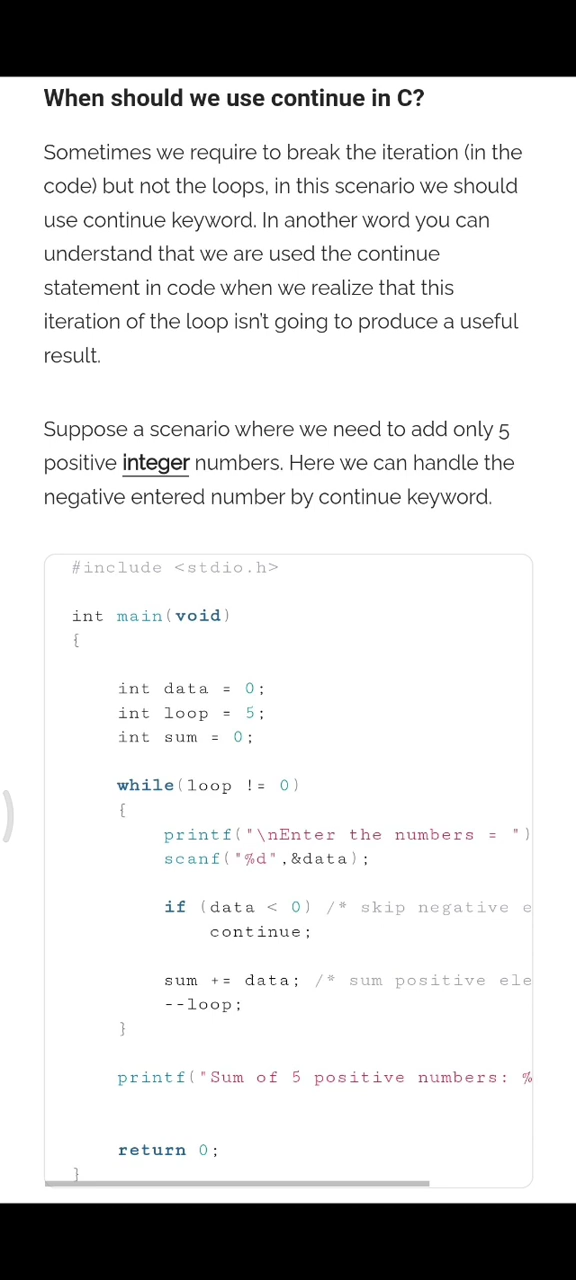 When should we use continue in C?
Sometimes we require to break the iteration (in the
code) but not the loops, in this scenario we should
use continue keyword. In another word you can
understand that we are used the continue
statement in code when we realize that this
iteration of the loop isn't going to produce a useful
result.
Suppose a scenario where we need to add only 5
positive integer numbers. Here we can handle the
negative entered number by continue keyword.
#include <stdio.h>
int main(void)
{
int data = 0;
int loop = 5;
int sum = 0;
while(loop != 0)
{
printf("\nEnter the numbers = ")
scanf("%d",&data);
if (data < 0) /* skip negative e
continue;
sum += data; /* sum positive ele
--loop;
}
printf("Sum of 5 positive numbers: %
return 0;
}